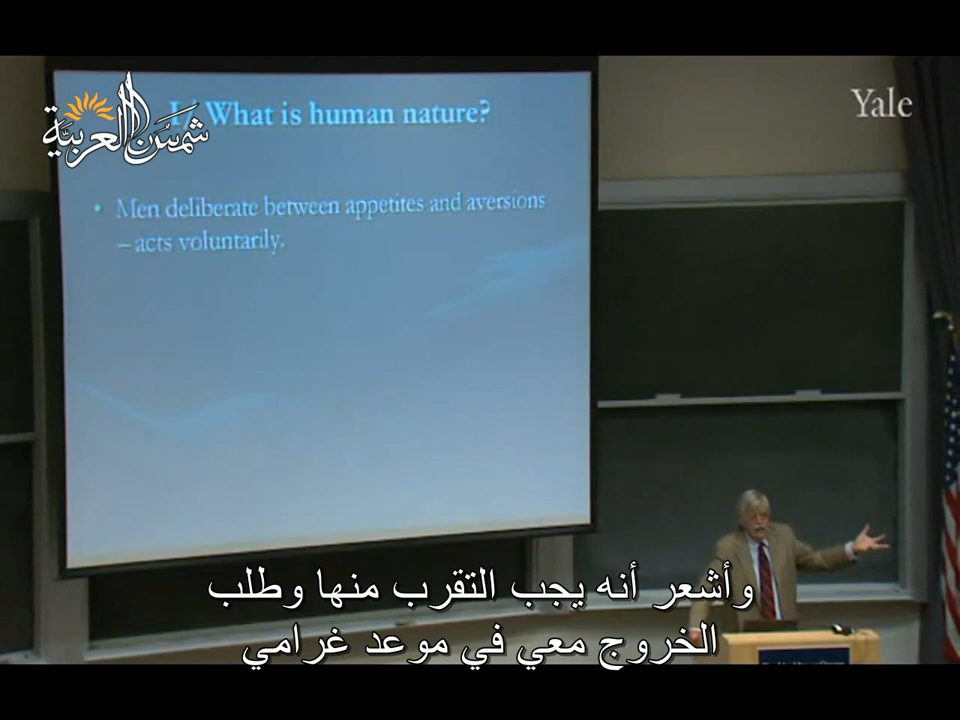 شمس العربية
Yale
What is human nature?
• Men deliberate between appetites and aversions
– acts voluntarily.
وأشعر أنه يجب التقرب منها وطلب
الخروج معي في موعد غرامي